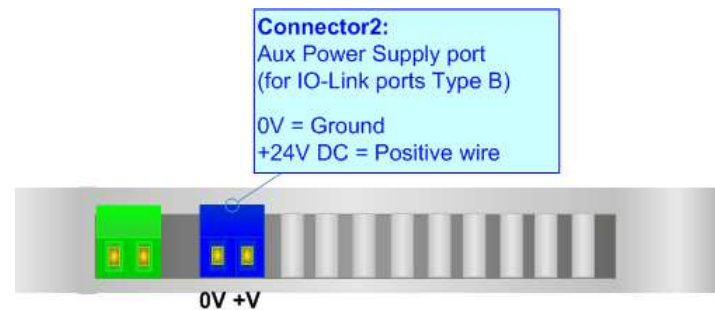 Connector2:
Aux Power Supply port
(for IO-Link ports Type B)
0V = Ground
+24V DC = Positive wire
0V +V